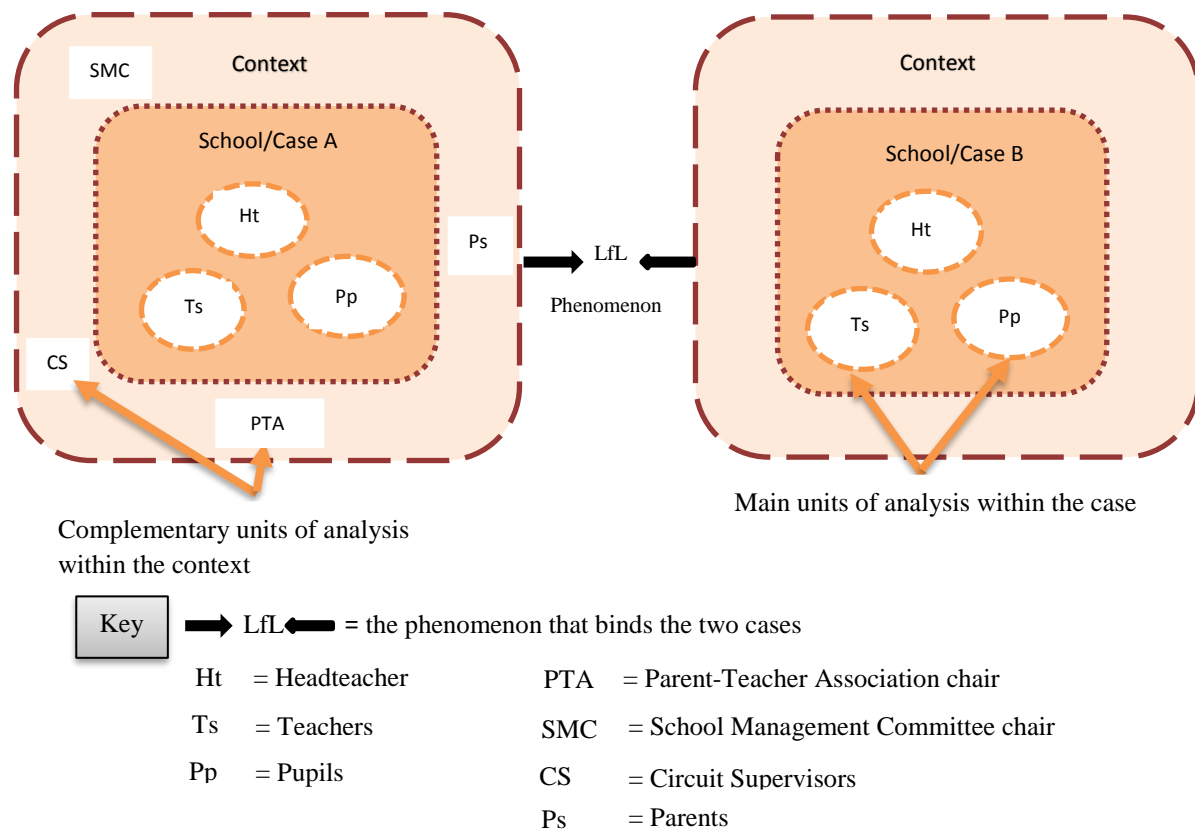 Context
SMC
School/Case A
Ht
Ts
Pp
Ps
CS
PTA
LfL
Phenomenon
Context
School/Case B
Ht
Ts
Pp
Complementary units of analysis
within the context
Main units of analysis within the case
Key
LfL = the phenomenon that binds the two cases
Ht = Headteacher
Ts = Teachers
Pp = Pupils
PTA = Parent-Teacher Association chair
SMC = School Management Committee chair
CS = Circuit Supervisors
Ps = Parents